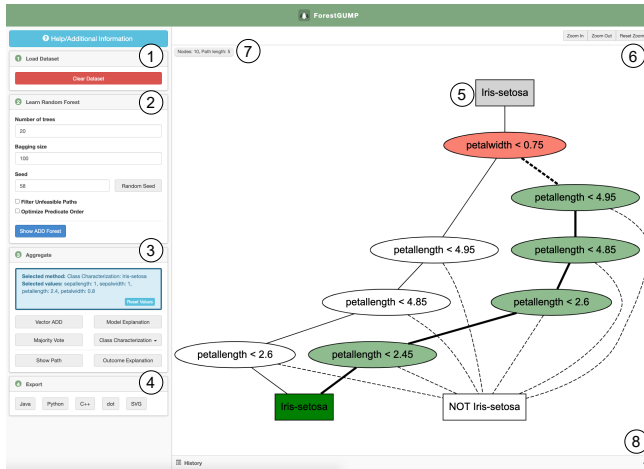 ForestGUMP
Help/Additional Information
1
Load Dataset
Clear Dataset
2
Learn Random Forest
Number of trees
20
Bagging size
100
Seed
58
Random Seed
Filter Unfeasible Paths
Optimize Predicate Order
Show ADD Forest
3
Aggregate
Selected method: Class Characterization: Iris-setosa
Selected values: sepallength: 1, sepalwidth: 1,
petallength: 2.4, petalwidth: 0.8
Reset Values
Vector ADD
Model Explanation
Majority Vote
Class Characterization
Show Path
Outcome Explanation
4
Export
Java
Python
C++
dot
SVG
Nodes: 10, Path length: 5
7
Zoom In
Zoom Out
Reset Zoom
6
5
Iris-setosa
petalwidth < 0.75
petallength < 4.95
petallength < 4.95
petallength < 4.85
petallength < 4.85
petallength < 2.6
petallength < 2.6
petallength < 2.45
Iris-setosa
NOT Iris-setosa
8
History